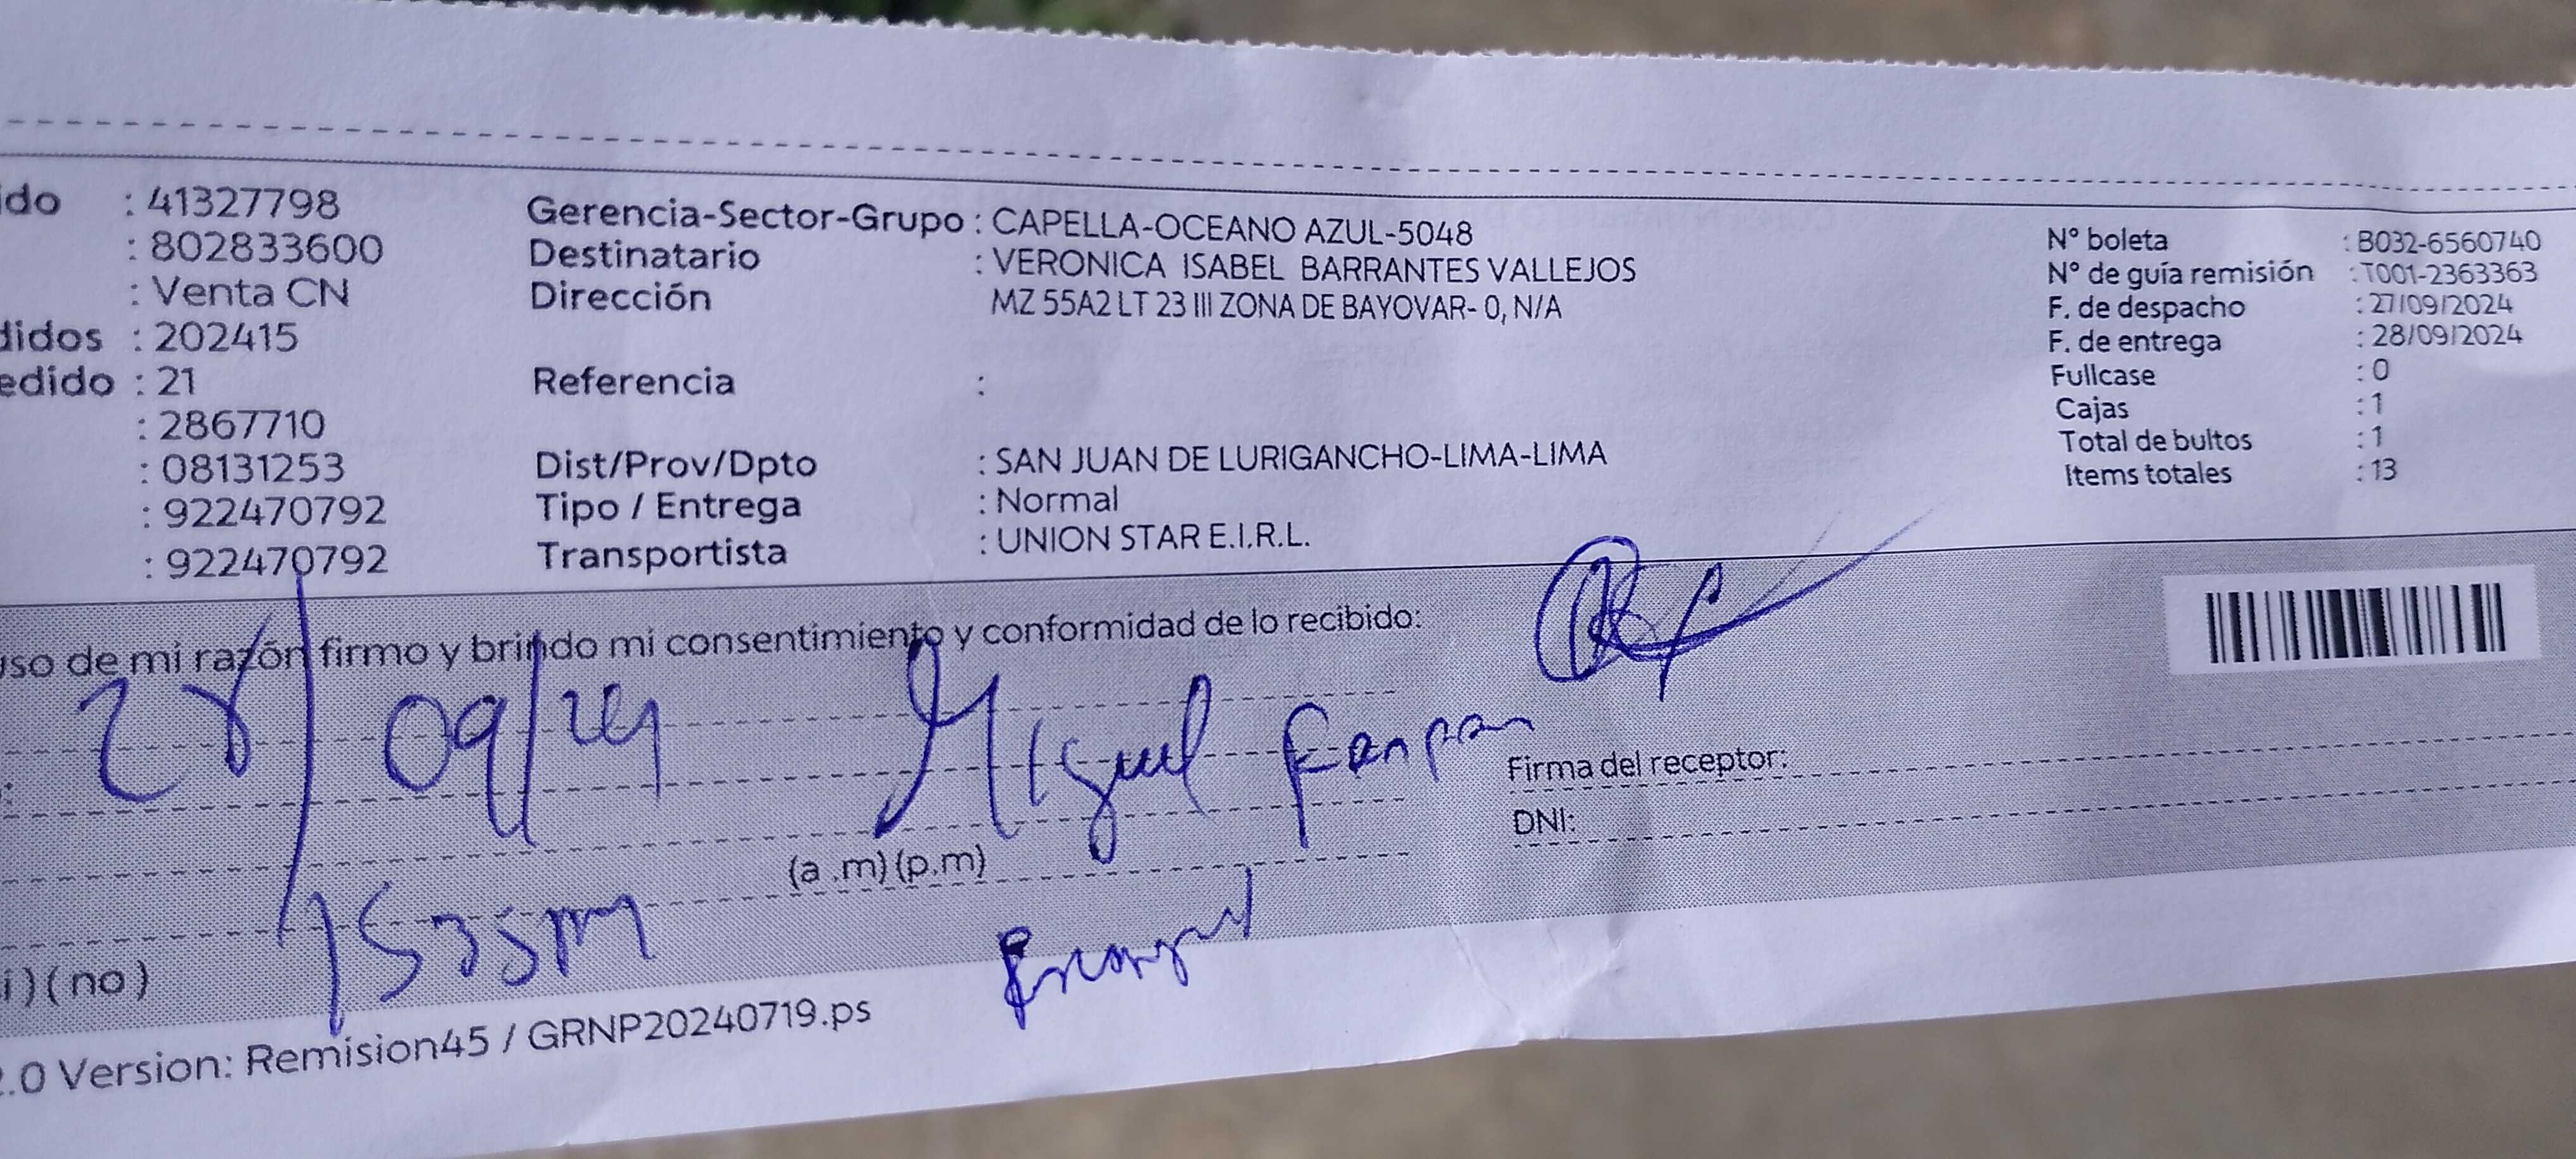 ido : 41327798
: 802833600
: Venta CN
didos : 202415
edido : 21
: 2867710
: 08131253
: 922470792
: 922470792
Gerencia-Sector-Grupo : CAPELLA-OCEANO AZUL-5048
Destinatario : VERONICA ISABEL BARRANTES VALLEJOS
Dirección MZ 55A2 LT 23 III ZONA DE BAYOVAR- 0, N/A
Referencia :
Dist/Prov/Dpto : SAN JUAN DE LURIGANCHO-LIMA-LIMA
Tipo / Entrega : Normal
Transportista : UNION STAR E.I.R.L.
N° boleta : B032-6560740
N° de guía remisión : T001-2363363
F. de despacho : 27/09/2024
F. de entrega : 28/09/2024
Fullcase : 0
Cajas : 1
Total de bultos : 1
Items totales : 13
uso de mi razón firmo y brindo mi consentimiento y conformidad de lo recibido:
28/09/24 Miguel
Firma del receptor:
DNI:
(a .m) (p.m)
i) (no)
2.0 Version: Remision45 / GRNP20240719.ps